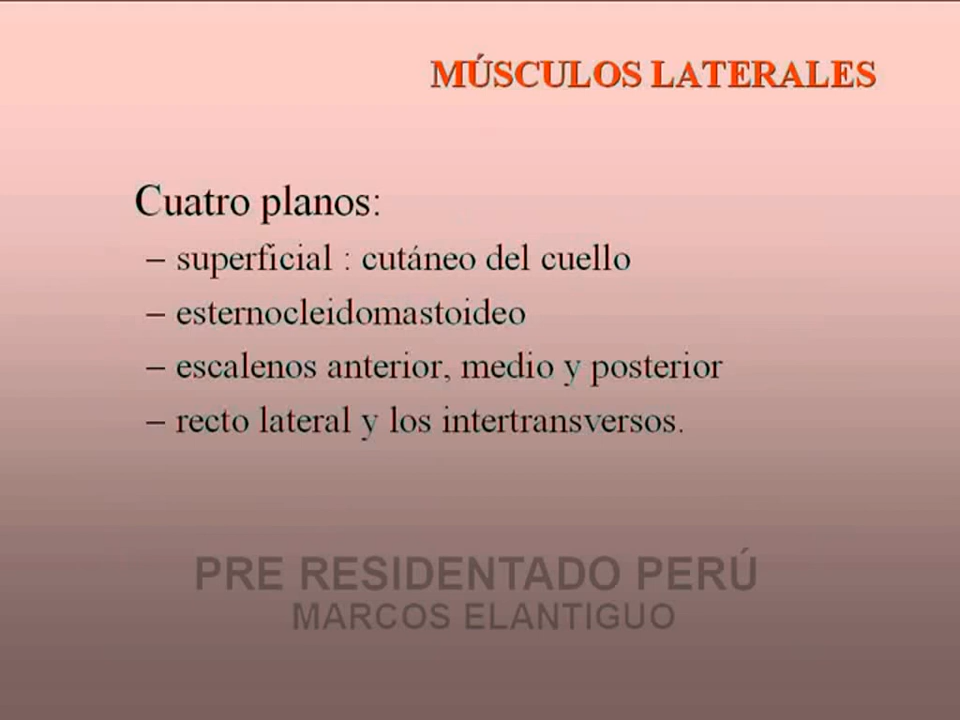 MÚSCULOS LATERALES
Cuatro planos:
– superficial : cutáneo del cuello
– esternocleidomastoideo
– escalenos anterior, medio y posterior
– recto lateral y los intertransversos.
PRE RESIDENTADO PERÚ
MARCOS ELANTIGUO